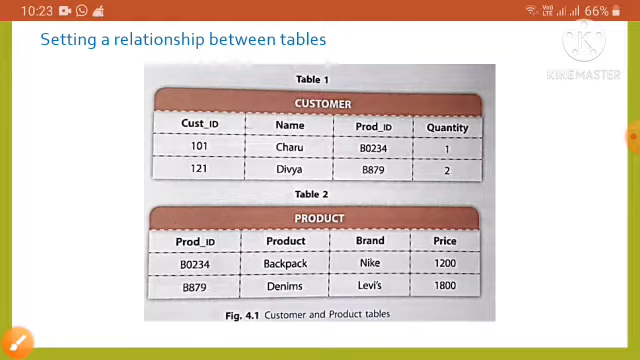 10:23
Vo)) LTE 66%
Setting a relationship between tables
KINEMASTER
Table 1
CUSTOMER
Cust_ID Name Prod_ID Quantity
101 Charu B0234 1
121 Divya B879 2
Table 2
PRODUCT
Prod_ID Product Brand Price
B0234 Backpack Nike 1200
B879 Denims Levi's 1800
Fig. 4.1 Customer and Product tables